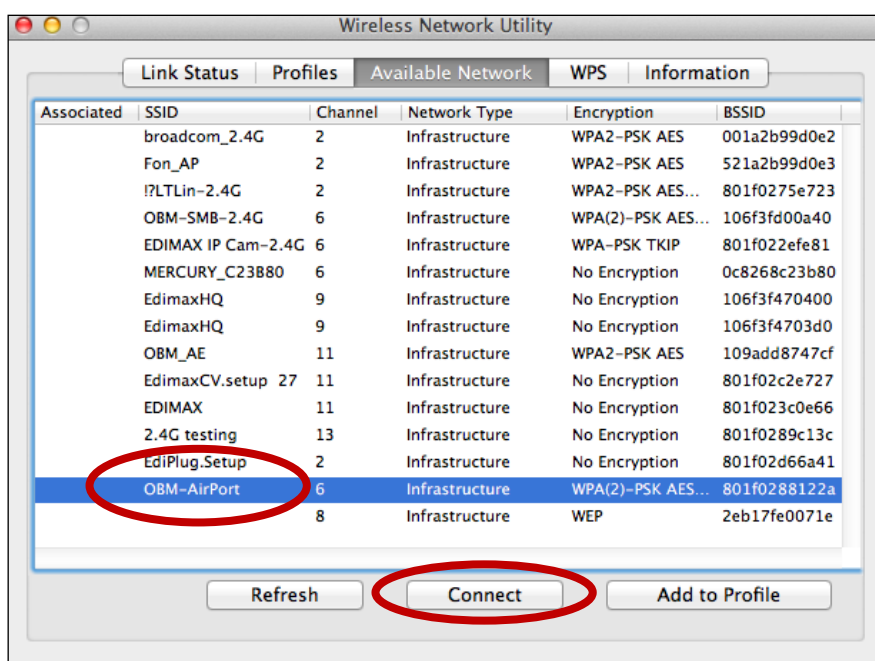 Wireless Network Utility
Link Status Profiles Available Network WPS Information
Associated SSID Channel Network Type Encryption BSSID
broadcom_2.4G 2 Infrastructure WPA2-PSK AES 001a2b99d0e2
Fon_AP 2 Infrastructure WPA2-PSK AES 521a2b99d0e3
!?LTLin-2.4G 2 Infrastructure WPA2-PSK AES... 801f0275e723
OBM-SMB-2.4G 6 Infrastructure WPA(2)-PSK AES... 106f3fd00a40
EDIMAX IP Cam-2.4G 6 Infrastructure WPA-PSK TKIP 801f022efe81
MERCURY_C23B80 6 Infrastructure No Encryption 0c8268c23b80
EdimaxHQ 9 Infrastructure No Encryption 106f3f470400
EdimaxHQ 9 Infrastructure No Encryption 106f3f4703d0
OBM_AE 11 Infrastructure WPA2-PSK AES 109add8747cf
EdimaxCV.setup 27 11 Infrastructure No Encryption 801f02c2e727
EDIMAX 11 Infrastructure No Encryption 801f023c0e66
2.4G testing 13 Infrastructure No Encryption 801f0289c13c
EdiPlug.Setup 2 Infrastructure No Encryption 801f02d66a41
OBM-AirPort 6 Infrastructure WPA(2)-PSK AES... 801f0288122a
8 Infrastructure WEP 2eb17fe0071e
Refresh Connect Add to Profile